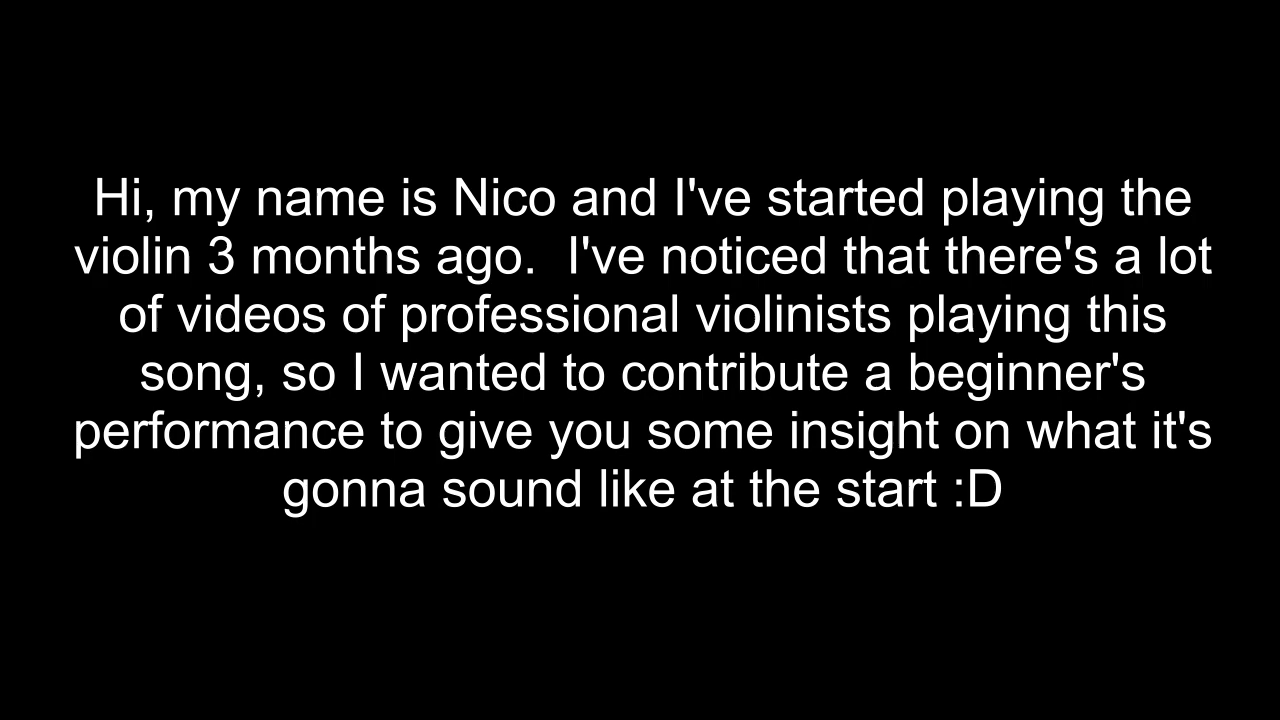 Hi, my name is Nico and I've started playing the
violin 3 months ago.  I've noticed that there's a lot
of videos of professional violinists playing this
song, so I wanted to contribute a beginner's
performance to give you some insight on what it's
gonna sound like at the start :D